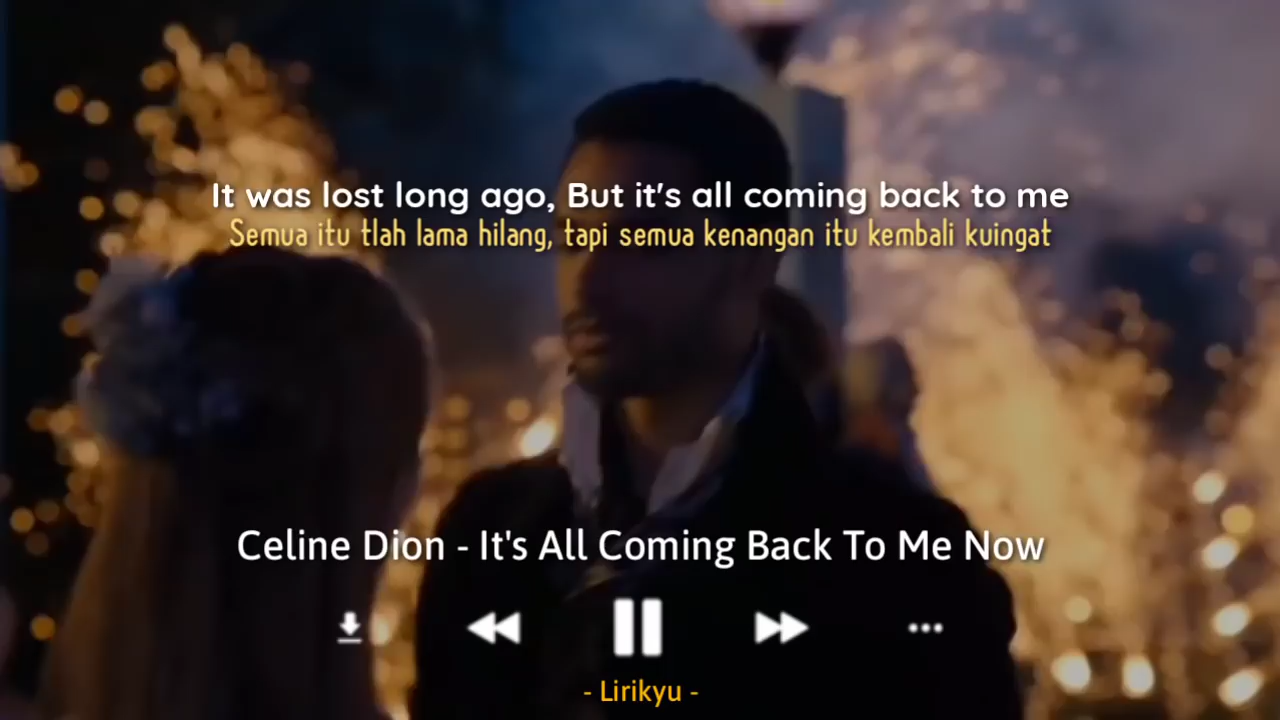 It was lost long ago, But it's all coming back to me
Semua itu tlah lama hilang, tapi semua kenangan itu kembali kuingat
Celine Dion - It's All Coming Back To Me Now
- Lirikyu -